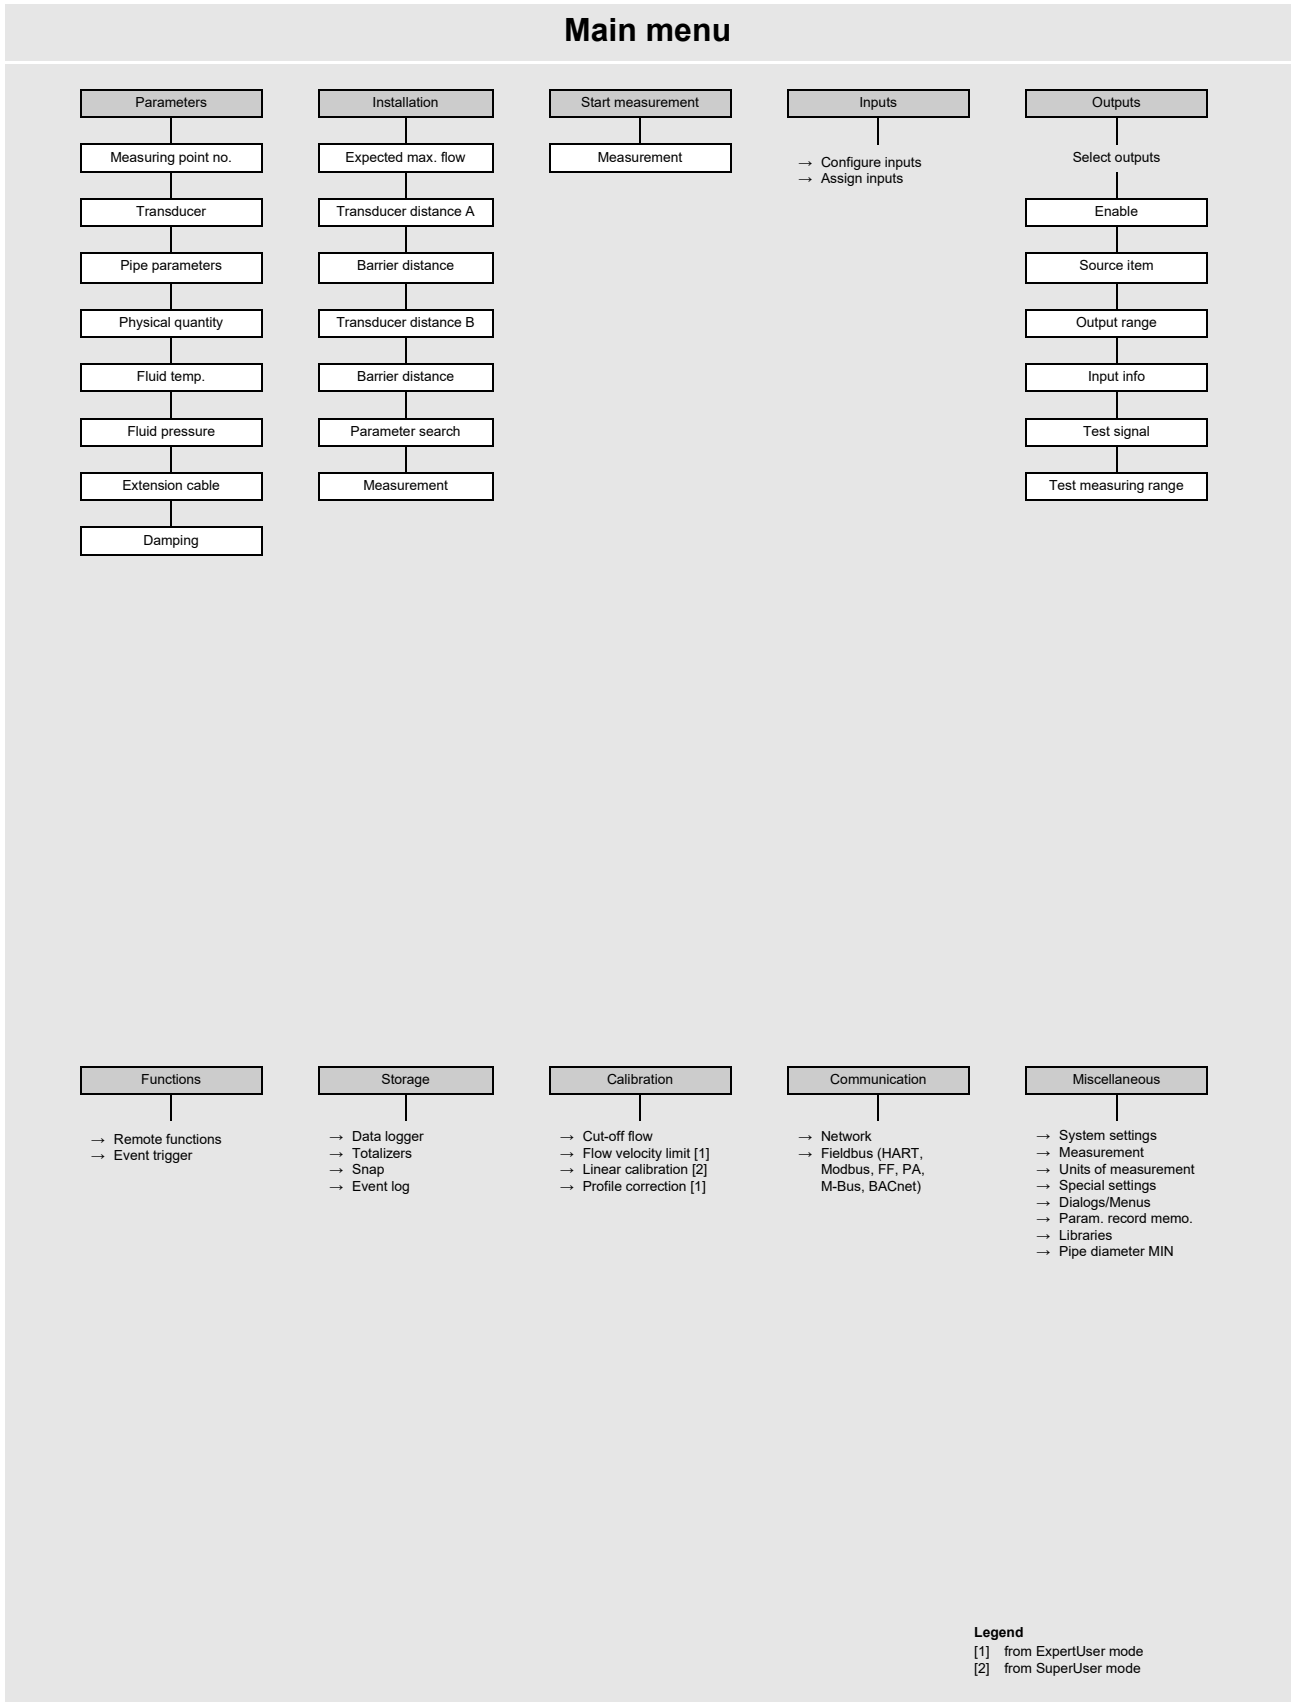 Main menu
Parameters
Measuring point no.
Transducer
Pipe parameters
Physical quantity
Fluid temp.
Fluid pressure
Extension cable
Damping
Installation
Expected max. flow
Transducer distance A
Barrier distance
Transducer distance B
Barrier distance
Parameter search
Measurement
Start measurement
Measurement
Inputs
→ Configure inputs
→ Assign inputs
Outputs
Select outputs
Enable
Source item
Output range
Input info
Test signal
Test measuring range
Functions
→ Remote functions
→ Event trigger
Storage
→ Data logger
→ Totalizers
→ Snap
→ Event log
Calibration
→ Cut-off flow
→ Flow velocity limit [1]
→ Linear calibration [2]
→ Profile correction [1]
Communication
→ Network
→ Fieldbus (HART,
Modbus, FF, PA,
M-Bus, BACnet)
Miscellaneous
→ System settings
→ Measurement
→ Units of measurement
→ Special settings
→ Dialogs/Menus
→ Param. record memo.
→ Libraries
→ Pipe diameter MIN
Legend
[1] from ExpertUser mode
[2] from SuperUser mode